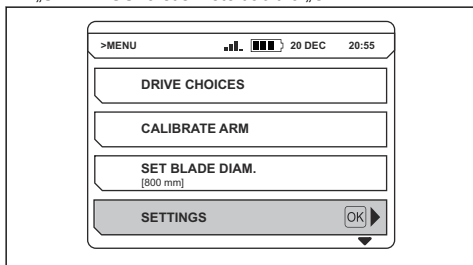 >MENU 20 DEC 20:55
DRIVE CHOICES
CALIBRATE ARM
SET BLADE DIAM.
[800 mm]
SETTINGS OK